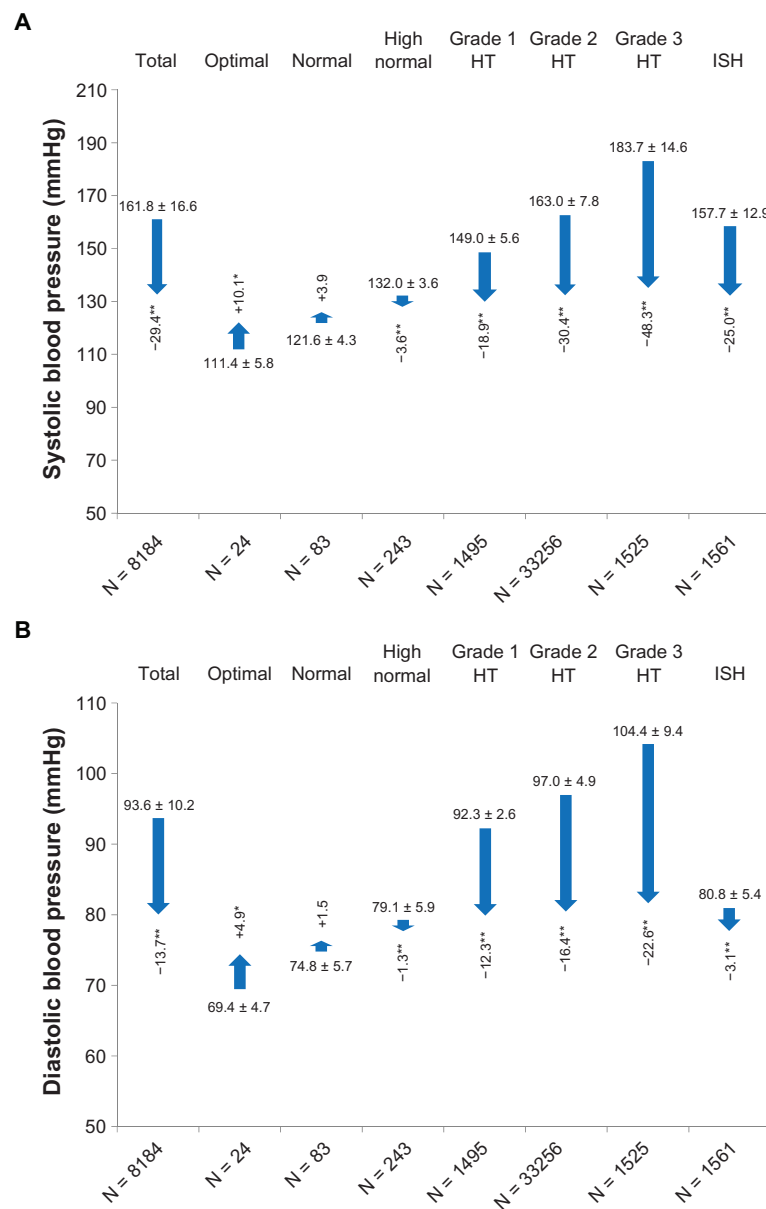 A
Total Optimal Normal High normal Grade 1 HT Grade 2 HT Grade 3 HT ISH
Systolic blood pressure (mmHg)
210
190
170
150
130
110
90
70
50
161.8 ± 16.6
−29.4**
+10.1*
111.4 ± 5.8
+3.9
121.6 ± 4.3
132.0 ± 3.6
−3.6**
149.0 ± 5.6
−18.9**
163.0 ± 7.8
−30.4**
183.7 ± 14.6
−48.3**
157.7 ± 12.9
−25.0**
N = 8184
N = 24
N = 83
N = 243
N = 1495
N = 33256
N = 1525
N = 1561
B
Total Optimal Normal High normal Grade 1 HT Grade 2 HT Grade 3 HT ISH
Diastolic blood pressure (mmHg)
110
100
90
80
70
60
50
93.6 ± 10.2
−13.7**
+4.9*
69.4 ± 4.7
+1.5
74.8 ± 5.7
79.1 ± 5.9
−1.3**
92.3 ± 2.6
−12.3**
97.0 ± 4.9
−16.4**
104.4 ± 9.4
−22.6**
80.8 ± 5.4
−3.1**
N = 8184
N = 24
N = 83
N = 243
N = 1495
N = 33256
N = 1525
N = 1561